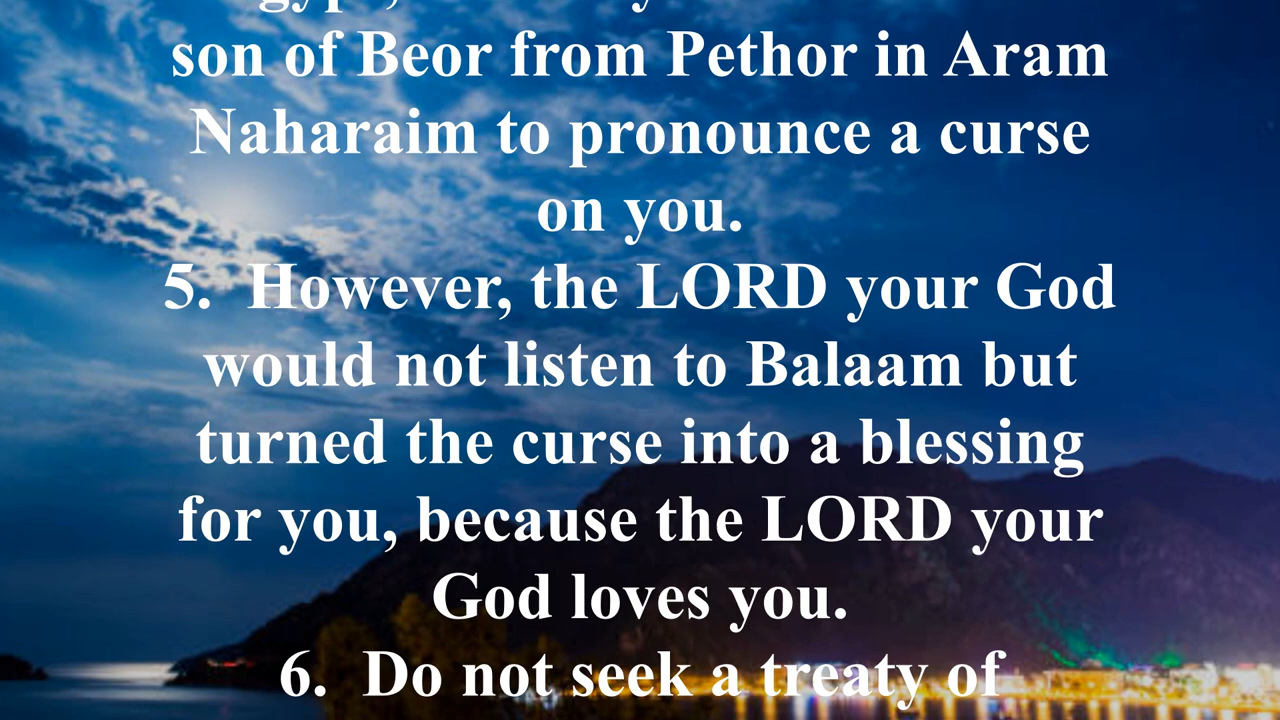 son of Beor from Pethor in Aram
Naharaim to pronounce a curse
on you.
5. However, the LORD your God
would not listen to Balaam but
turned the curse into a blessing
for you, because the LORD your
God loves you.
6. Do not seek a treaty of